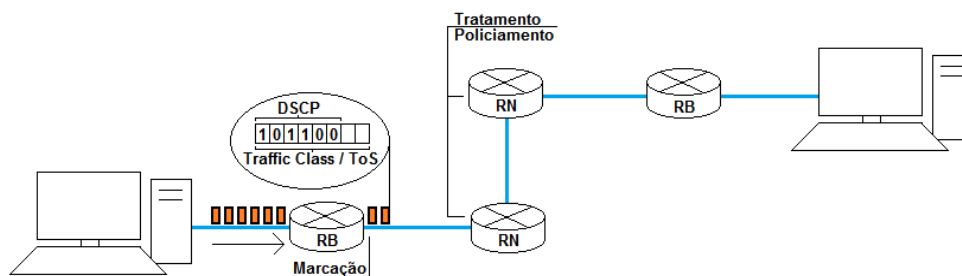 Tratamento
Policiamento
RN
RB
DSCP
101100
Traffic Class / ToS
RB
RN
Marcação